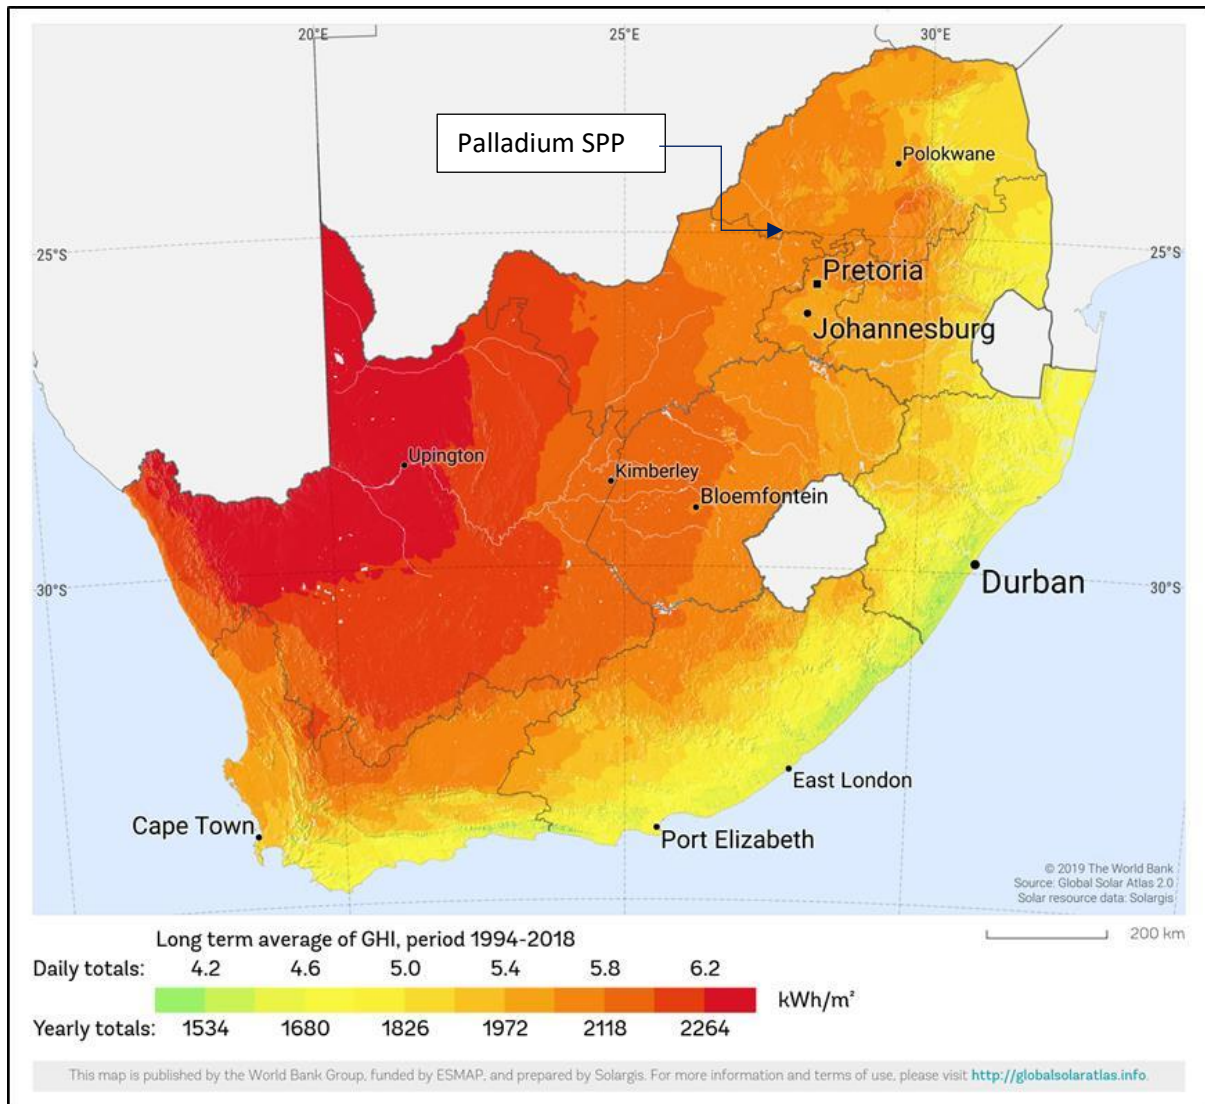 20°E 25°E 30°E
Palladium SPP
Polokwane
25°S 25°S
Pretoria
Johannesburg
Upington
Kimberley
Bloemfontein
30°S 30°S
Durban
East London
Cape Town
Port Elizabeth
© 2019 The World Bank
Source: Global Solar Atlas 2.0
Solar resource data: Solargis
Long term average of GHI, period 1994-2018
200 km
Daily totals: 4.2 4.6 5.0 5.4 5.8 6.2
kWh/m²
Yearly totals: 1534 1680 1826 1972 2118 2264
This map is published by the World Bank Group, funded by ESMAP, and prepared by Solargis. For more information and terms of use, please visit http://globalsolaratlas.info.